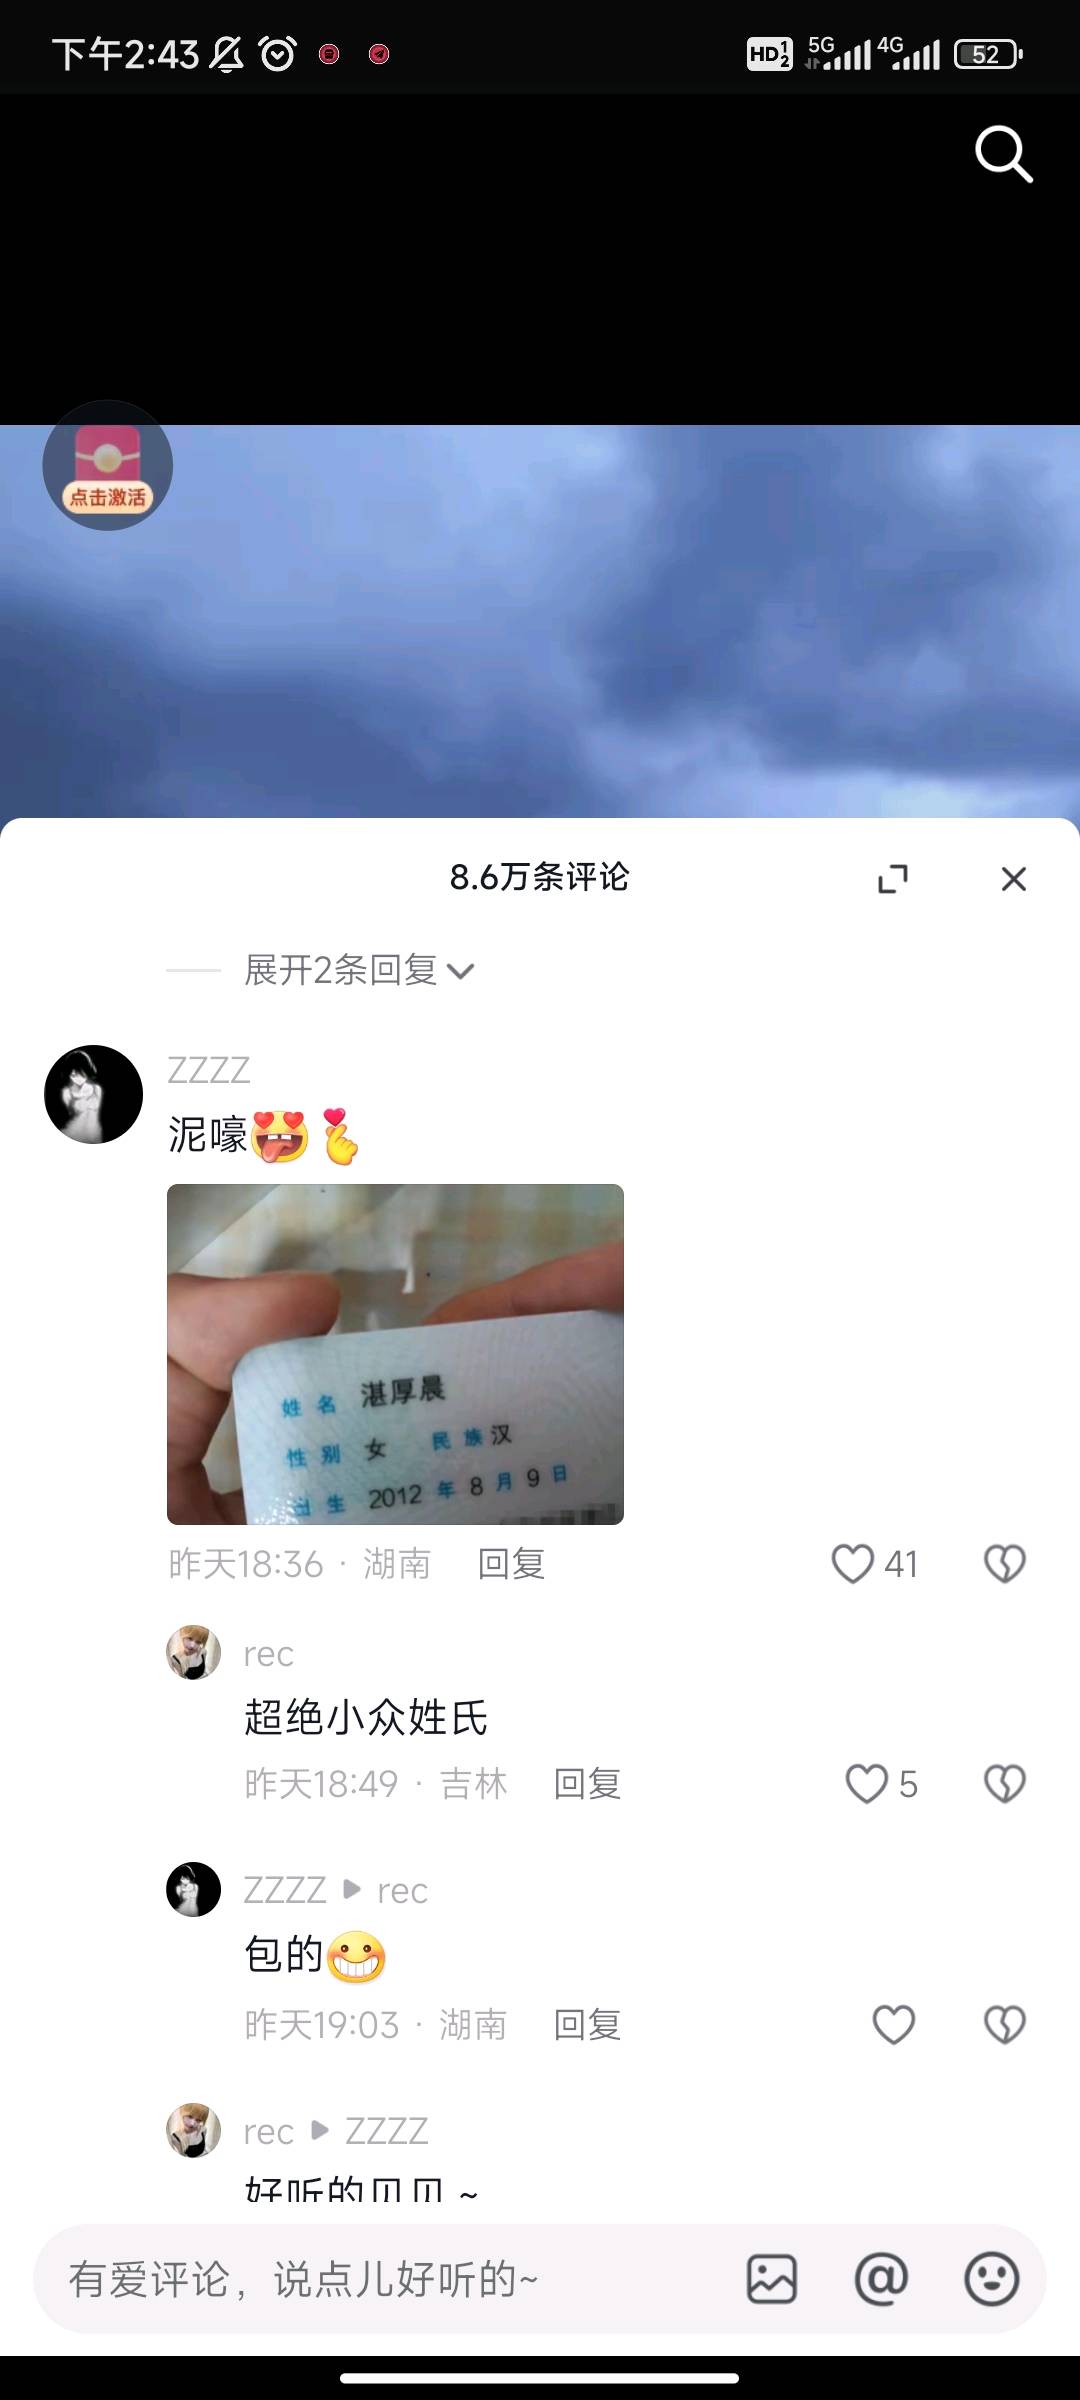 下午2:43
HD 1 2 5G 4G 52
点击激活
8.6万条评论
展开2条回复
ZZZZ
泥嚎
姓名 湛厚晨
性别 女 民族 汉
出生 2012 年 8 月 9 日
昨天18:36 · 湖南 回复 41
rec
超绝小众姓氏
昨天18:49 · 吉林 回复 5
ZZZZ ▶ rec
包的
昨天19:03 · 湖南 回复
rec ▶ ZZZZ
好听的贝贝~
有爱评论，说点儿好听的~